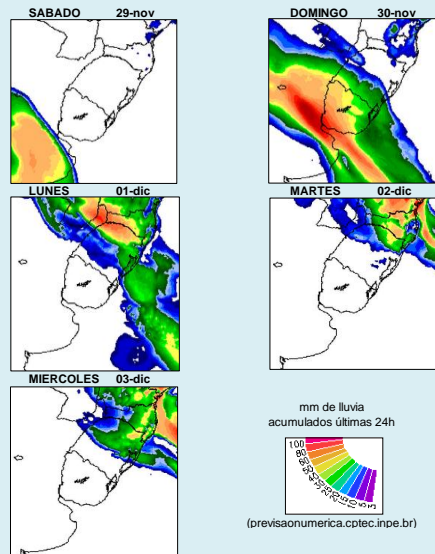 SABADO 29-nov
DOMINGO 30-nov
LUNES 01-dic
MARTES 02-dic
MIERCOLES 03-dic
mm de lluvia
acumulados últimas 24h
100
80
60
(previsaonumerica.cptec.inpe.br)